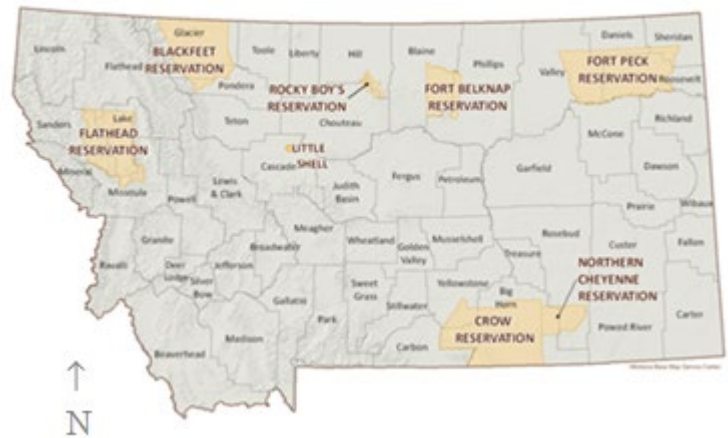 Glacier
Daniels
Sheridan
Lincoln
BLACKFEET
RESERVATION
Toole
Liberty
Hill
Blaine
FORT PECK
RESERVATION
Flathead
Phillips
Valley
Roosevelt
Pondera
ROCKY BOY'S
RESERVATION
FORT BELKNAP
RESERVATION
Sanders
Lake
FLATHEAD
RESERVATION
Teton
Chouteau
Richland
McCone
LITTLE
SHELL
Cascade
Mineral
Missoula
Powell
Lewis
& Clark
Judith
Basin
Fergus
Petroleum
Garfield
Dawson
Prairie
Wibaux
Granite
Meagher
Broadwater
Wheatland
Golden
Valley
Musselshell
Rosebud
Treasure
Custer
Fallon
Ravalli
Deer
Lodge
Silver
Bow
Jefferson
NORTHERN
CHEYENNE
RESERVATION
Gallatin
Sweet
Grass
Stillwater
Yellowstone
Big
Horn
Park
CROW
RESERVATION
Powed River
Carter
Beaverhead
Madison
Carbon
N